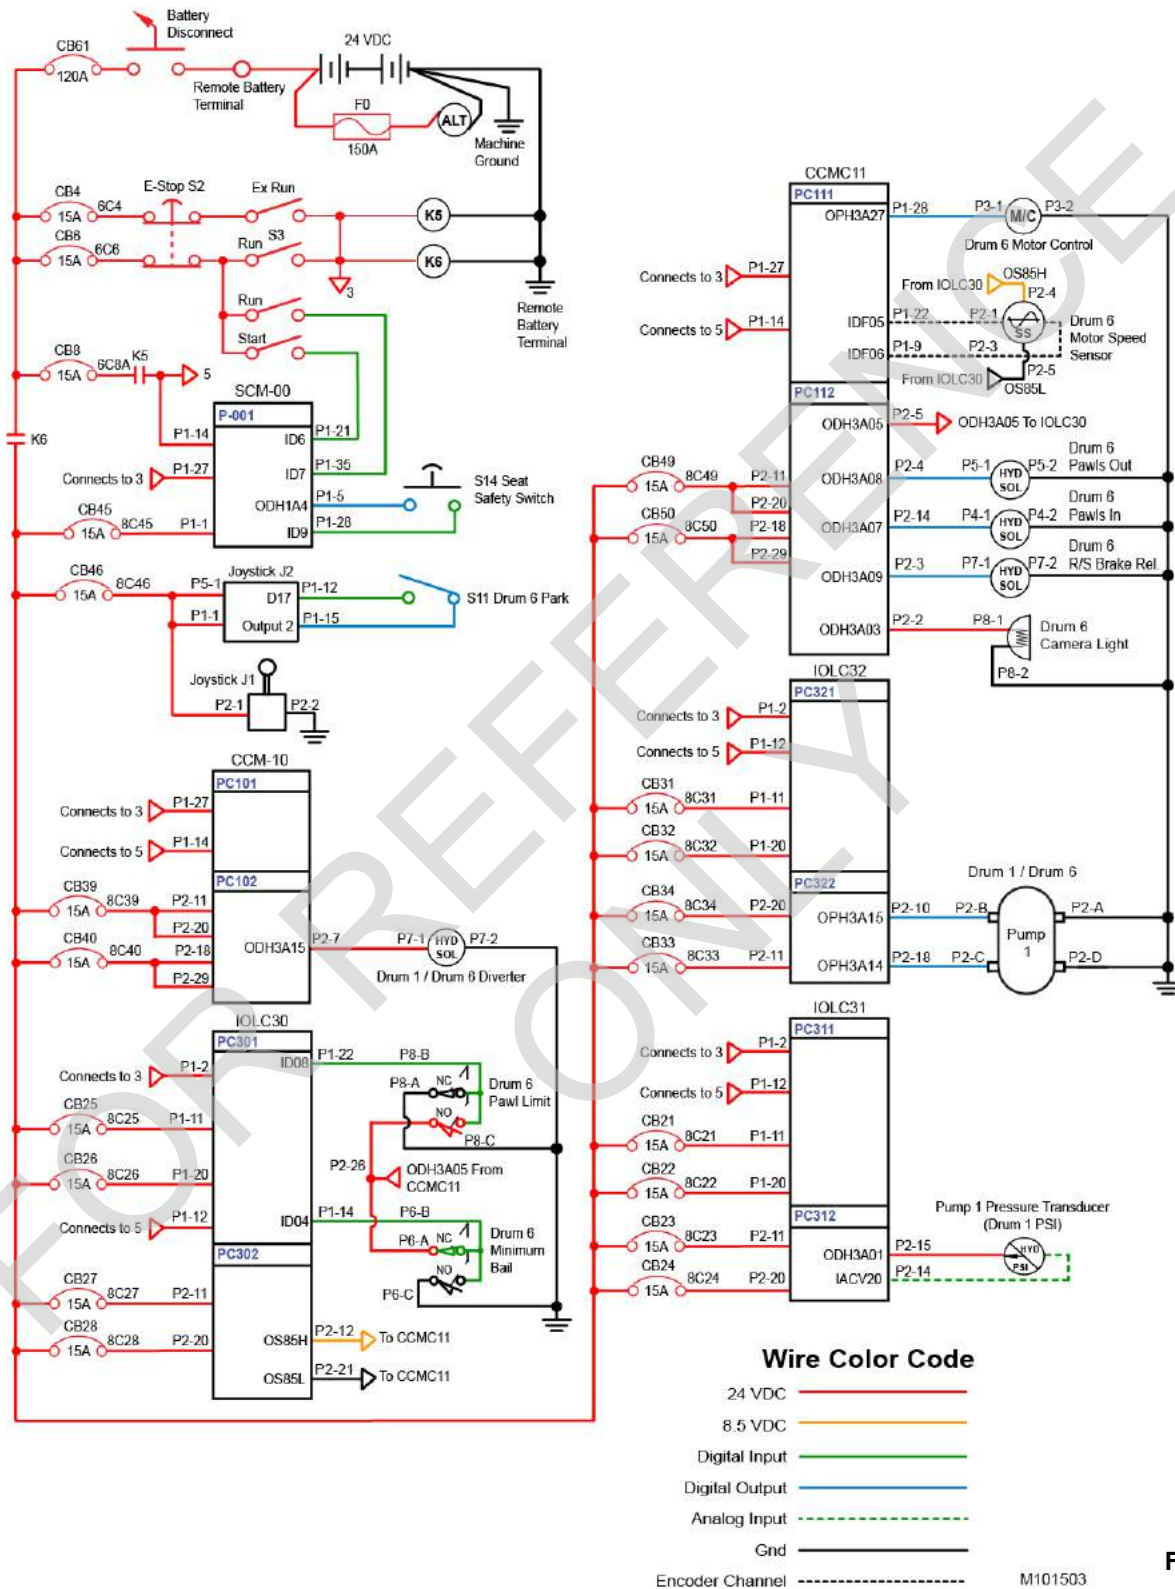 Battery
Disconnect
CB61
120A
24 VDC
Remote Battery
Terminal
F0
150A
ALT
Machine
Ground
CB4
15A
6C4
E-Stop S2
Ex Run
K5
CB6
15A
6C6
Run
S3
K6
3
Remote
Battery
Terminal
Run
Start
CB8
15A
6C8A
K5
5
K6
SCM-00
P-001
P1-14
ID6
P1-21
Connects to 3
P1-27
ID7
P1-35
ODH1A4
P1-5
S14 Seat
Safety Switch
CB45
15A
8C45
P1-1
ID9
P1-28
CB46
15A
8C46
Joystick J2
P5-1
D17
P1-12
P1-1
Output 2
P1-15
S11 Drum 6 Park
Joystick J1
P2-1
P2-2
CCM-10
PC101
Connects to 3
P1-27
Connects to 5
P1-14
PC102
CB39
15A
8C39
P2-11
P2-20
CB40
15A
8C40
P2-18
P2-29
ODH3A15
P2-7
P7-1
HYD
SOL
P7-2
Drum 1 / Drum 6 Diverter
IOLC30
PC301
ID08
P1-22
P8-B
Connects to 3
P1-2
P8-A
NC
NO
Drum 6
Pawl Limit
P8-C
CB25
15A
8C25
P1-11
CB26
15A
8C26
P1-20
P2-26
ODH3A05 From
CCMC11
Connects to 5
P1-12
ID04
P1-14
P6-B
P6-A
NC
NO
Drum 6
Minimum
Bail
P6-C
PC302
CB27
15A
8C27
P2-11
CB28
15A
8C28
P2-20
OS85H
P2-12
To CCMC11
OS85L
P2-21
To CCMC11
CCMC11
PC111
OPH3A27
P1-28
P3-1
M/C
P3-2
Drum 6 Motor Control
Connects to 3
P1-27
From IOLC30
OS85H
P2-4
Connects to 5
P1-14
IDF05
P1-22
P2-1
SS
Drum 6
Motor Speed
Sensor
IDF06
P1-9
P2-3
P2-5
From IOLC30
OS85L
PC112
ODH3A05
P2-5
ODH3A05 To IOLC30
CB49
15A
8C49
P2-11
P2-20
ODH3A08
P2-4
P5-1
HYD
SOL
P5-2
Drum 6
Pawls Out
CB50
15A
8C50
P2-18
P2-29
ODH3A07
P2-14
P4-1
HYD
SOL
P4-2
Drum 6
Pawls In
ODH3A09
P2-3
P7-1
HYD
SOL
P7-2
Drum 6
R/S Brake Rel.
ODH3A03
P2-2
P8-1
Drum 6
Camera Light
P8-2
IOLC32
PC321
Connects to 3
P1-2
Connects to 5
P1-12
CB31
15A
8C31
P1-11
CB32
15A
8C32
P1-20
PC322
CB34
15A
8C34
P2-20
OPH3A15
P2-10
P2-B
Drum 1 / Drum 6
Pump
1
P2-A
CB33
15A
8C33
P2-11
OPH3A14
P2-18
P2-C
P2-D
IOLC31
PC311
Connects to 3
P1-2
Connects to 5
P1-12
CB21
15A
8C21
P1-11
CB22
15A
8C22
P1-20
PC312
CB23
15A
8C23
P2-11
ODH3A01
P2-15
Pump 1 Pressure Transducer
(Drum 1 PSI)
HYD
PSI
CB24
15A
8C24
P2-20
IACV20
P2-14
Wire Color Code
24 VDC
8.5 VDC
Digital Input
Digital Output
Analog Input
Gnd
Encoder Channel
M101503
FOR REFERENCE
ONLY